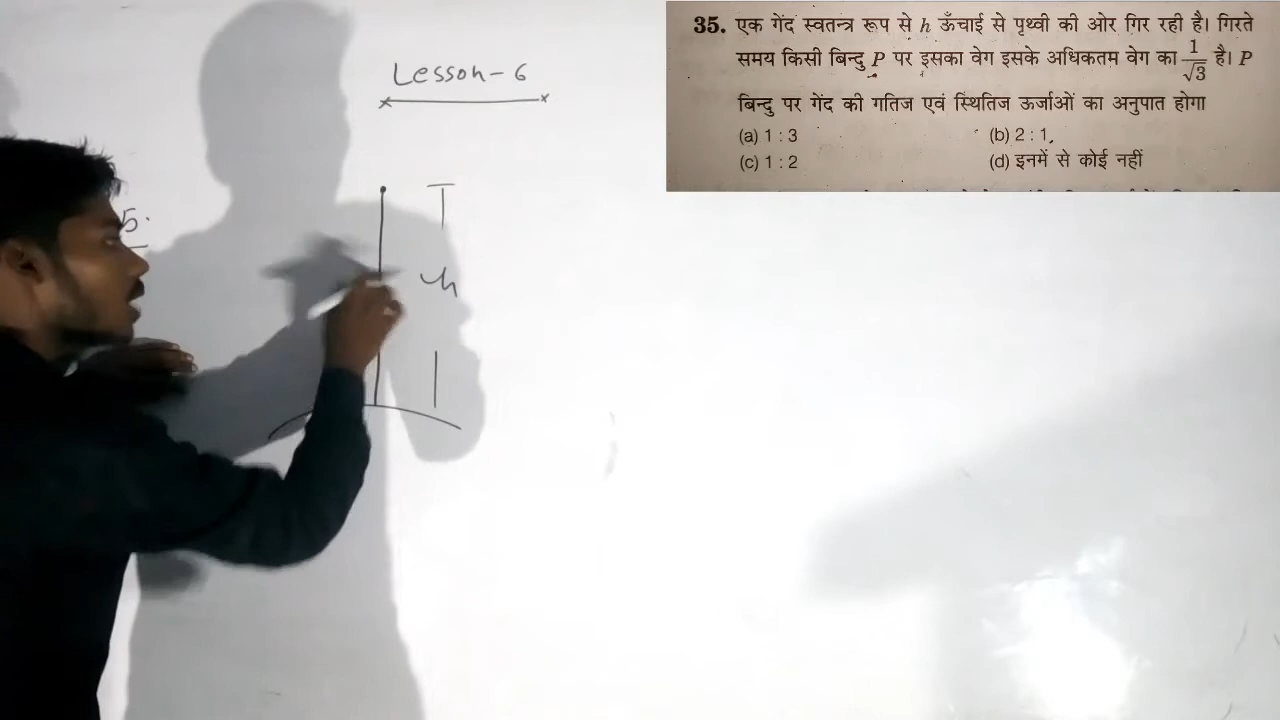 Lesson-6
5.
h
35. एक गेंद स्वतन्त्र रूप से h ऊँचाई से पृथ्वी की ओर गिर रही है। गिरते
समय किसी बिन्दु P पर इसका वेग इसके अधिकतम वेग का 1/√3 है। P
बिन्दु पर गेंद की गतिज एवं स्थितिज ऊर्जाओं का अनुपात होगा
(a) 1 : 3 (b) 2 : 1
(c) 1 : 2 (d) इनमें से कोई नहीं